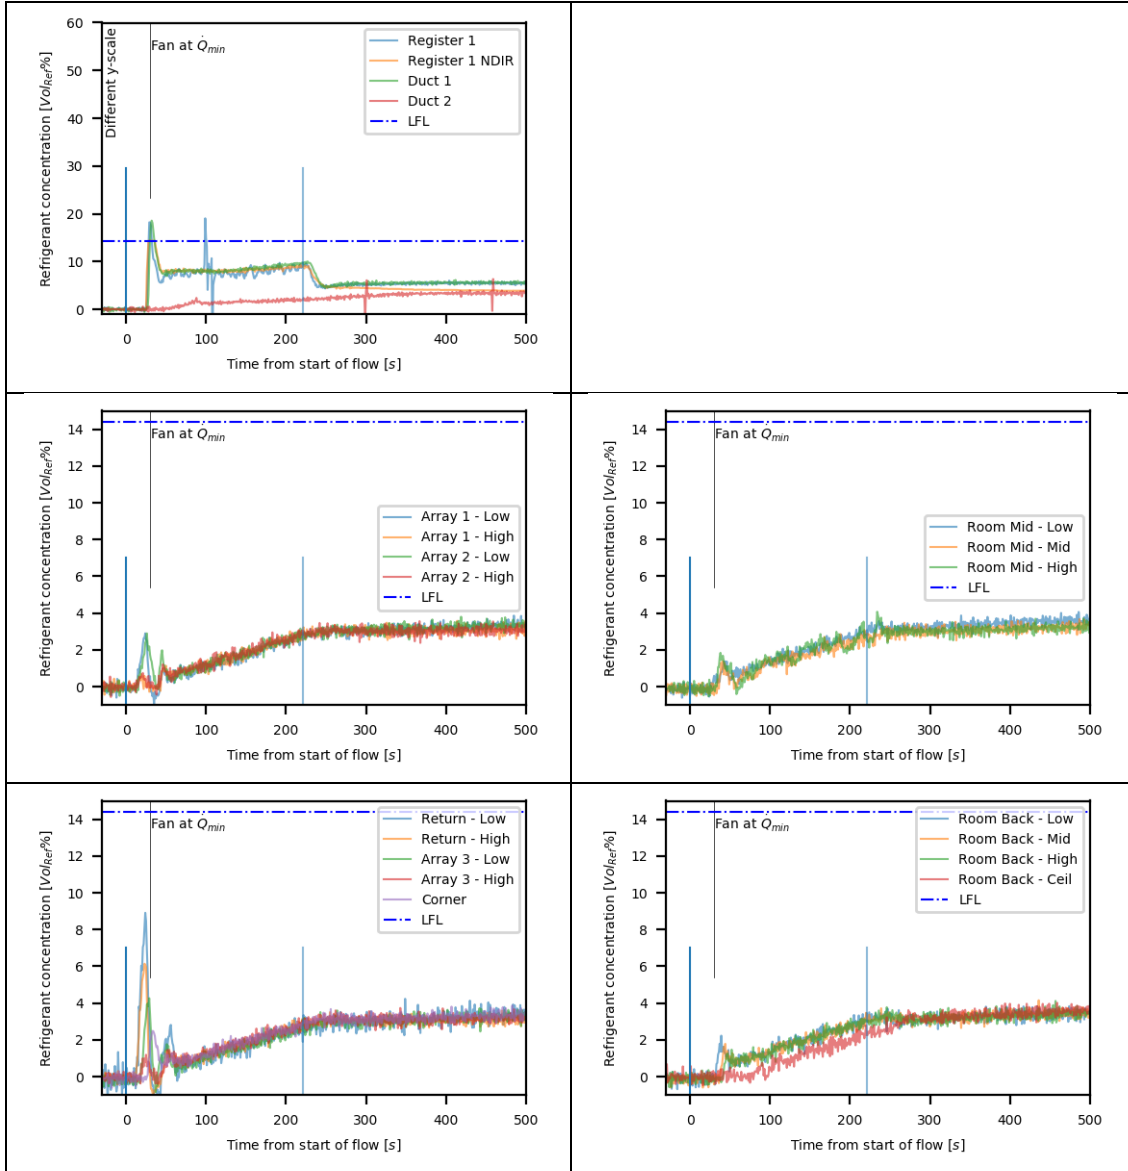 Different y-scale
Fan at Q̇min
Register 1
Register 1 NDIR
Duct 1
Duct 2
LFL
Refrigerant concentration [VolRef%]
60
50
40
30
20
10
0
0 100 200 300 400 500
Time from start of flow [s]
Fan at Q̇min
Array 1 - Low
Array 1 - High
Array 2 - Low
Array 2 - High
LFL
Refrigerant concentration [VolRef%]
14
12
10
8
6
4
2
0
0 100 200 300 400 500
Time from start of flow [s]
Fan at Q̇min
Room Mid - Low
Room Mid - Mid
Room Mid - High
LFL
Refrigerant concentration [VolRef%]
14
12
10
8
6
4
2
0
0 100 200 300 400 500
Time from start of flow [s]
Fan at Q̇min
Return - Low
Return - High
Array 3 - Low
Array 3 - High
Corner
LFL
Refrigerant concentration [VolRef%]
14
12
10
8
6
4
2
0
0 100 200 300 400 500
Time from start of flow [s]
Fan at Q̇min
Room Back - Low
Room Back - Mid
Room Back - High
Room Back - Ceil
LFL
Refrigerant concentration [VolRef%]
14
12
10
8
6
4
2
0
0 100 200 300 400 500
Time from start of flow [s]